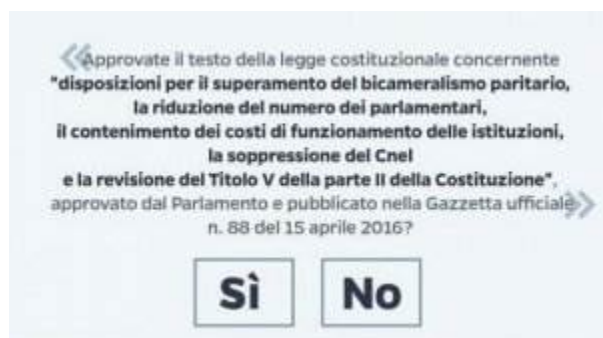 «Approvate il testo della legge costituzionale concernente
"disposizioni per il superamento del bicameralismo paritario,
la riduzione del numero dei parlamentari,
il contenimento dei costi di funzionamento delle istituzioni,
la soppressione del Cnel
e la revisione del Titolo V della parte II della Costituzione",
approvato dal Parlamento e pubblicato nella Gazzetta ufficiale»
n. 88 del 15 aprile 2016?
Sì No